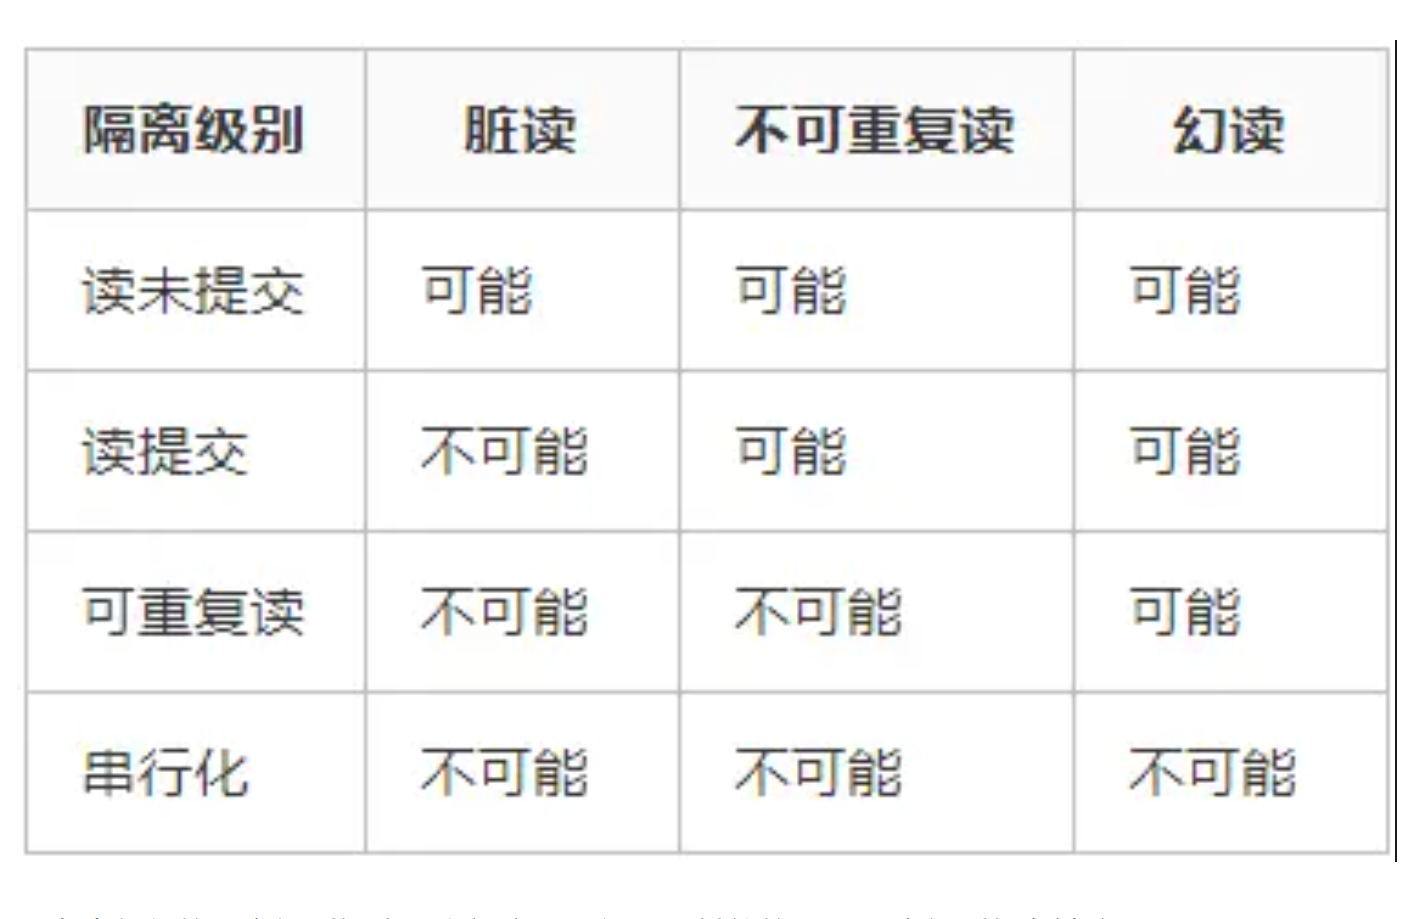 隔离级别 脏读 不可重复读 幻读
读未提交 可能 可能 可能
读提交 不可能 可能 可能
可重复读 不可能 不可能 可能
串行化 不可能 不可能 不可能